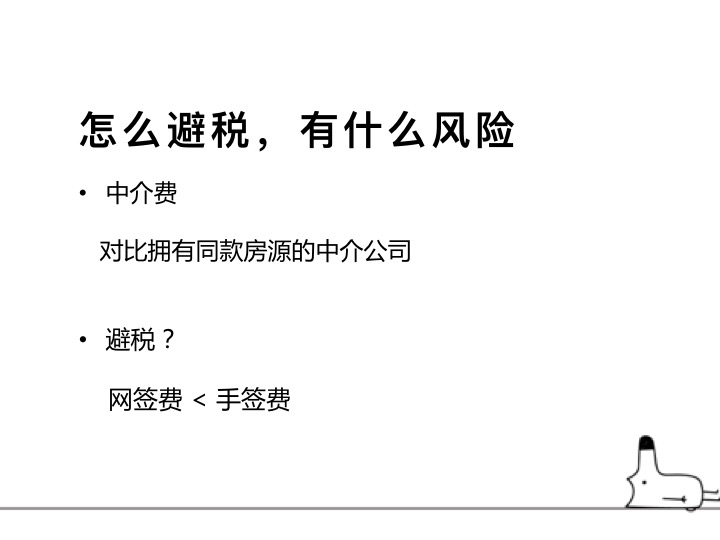 怎么避税，有什么风险
• 中介费
对比拥有同款房源的中介公司
• 避税？
网签费 < 手签费